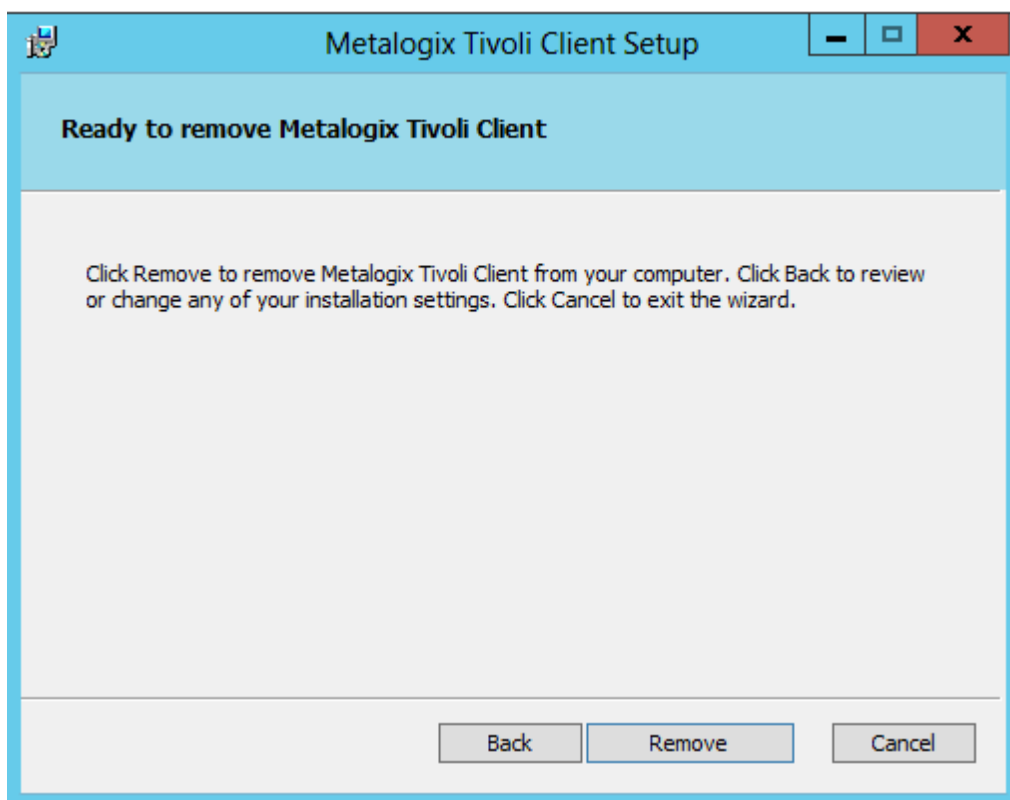 Metalogix Tivoli Client Setup
Ready to remove Metalogix Tivoli Client
Click Remove to remove Metalogix Tivoli Client from your computer. Click Back to review
or change any of your installation settings. Click Cancel to exit the wizard.
Back Remove Cancel